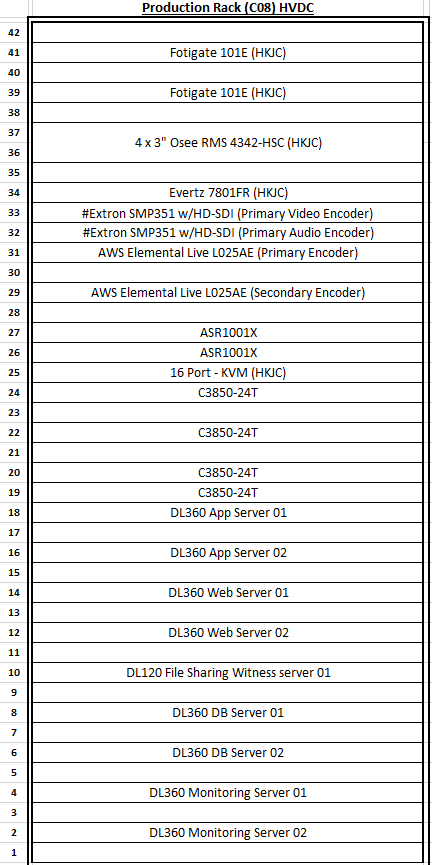 Production Rack (C08) HVDC
42
41 Fotigate 101E (HKJC)
40
39 Fotigate 101E (HKJC)
38
37
4 x 3" Osee RMS 4342-HSC (HKJC)
36
35
34 Evertz 7801FR (HKJC)
33 #Extron SMP351 w/HD-SDI (Primary Video Encoder)
32 #Extron SMP351 w/HD-SDI (Primary Audio Encoder)
31 AWS Elemental Live L025AE (Primary Encoder)
30
29 AWS Elemental Live L025AE (Secondary Encoder)
28
27 ASR1001X
26 ASR1001X
25 16 Port - KVM (HKJC)
24 C3850-24T
23
22 C3850-24T
21
20 C3850-24T
19 C3850-24T
18 DL360 App Server 01
17
16 DL360 App Server 02
15
14 DL360 Web Server 01
13
12 DL360 Web Server 02
11
10 DL120 File Sharing Witness server 01
9
8 DL360 DB Server 01
7
6 DL360 DB Server 02
5
4 DL360 Monitoring Server 01
3
2 DL360 Monitoring Server 02
1